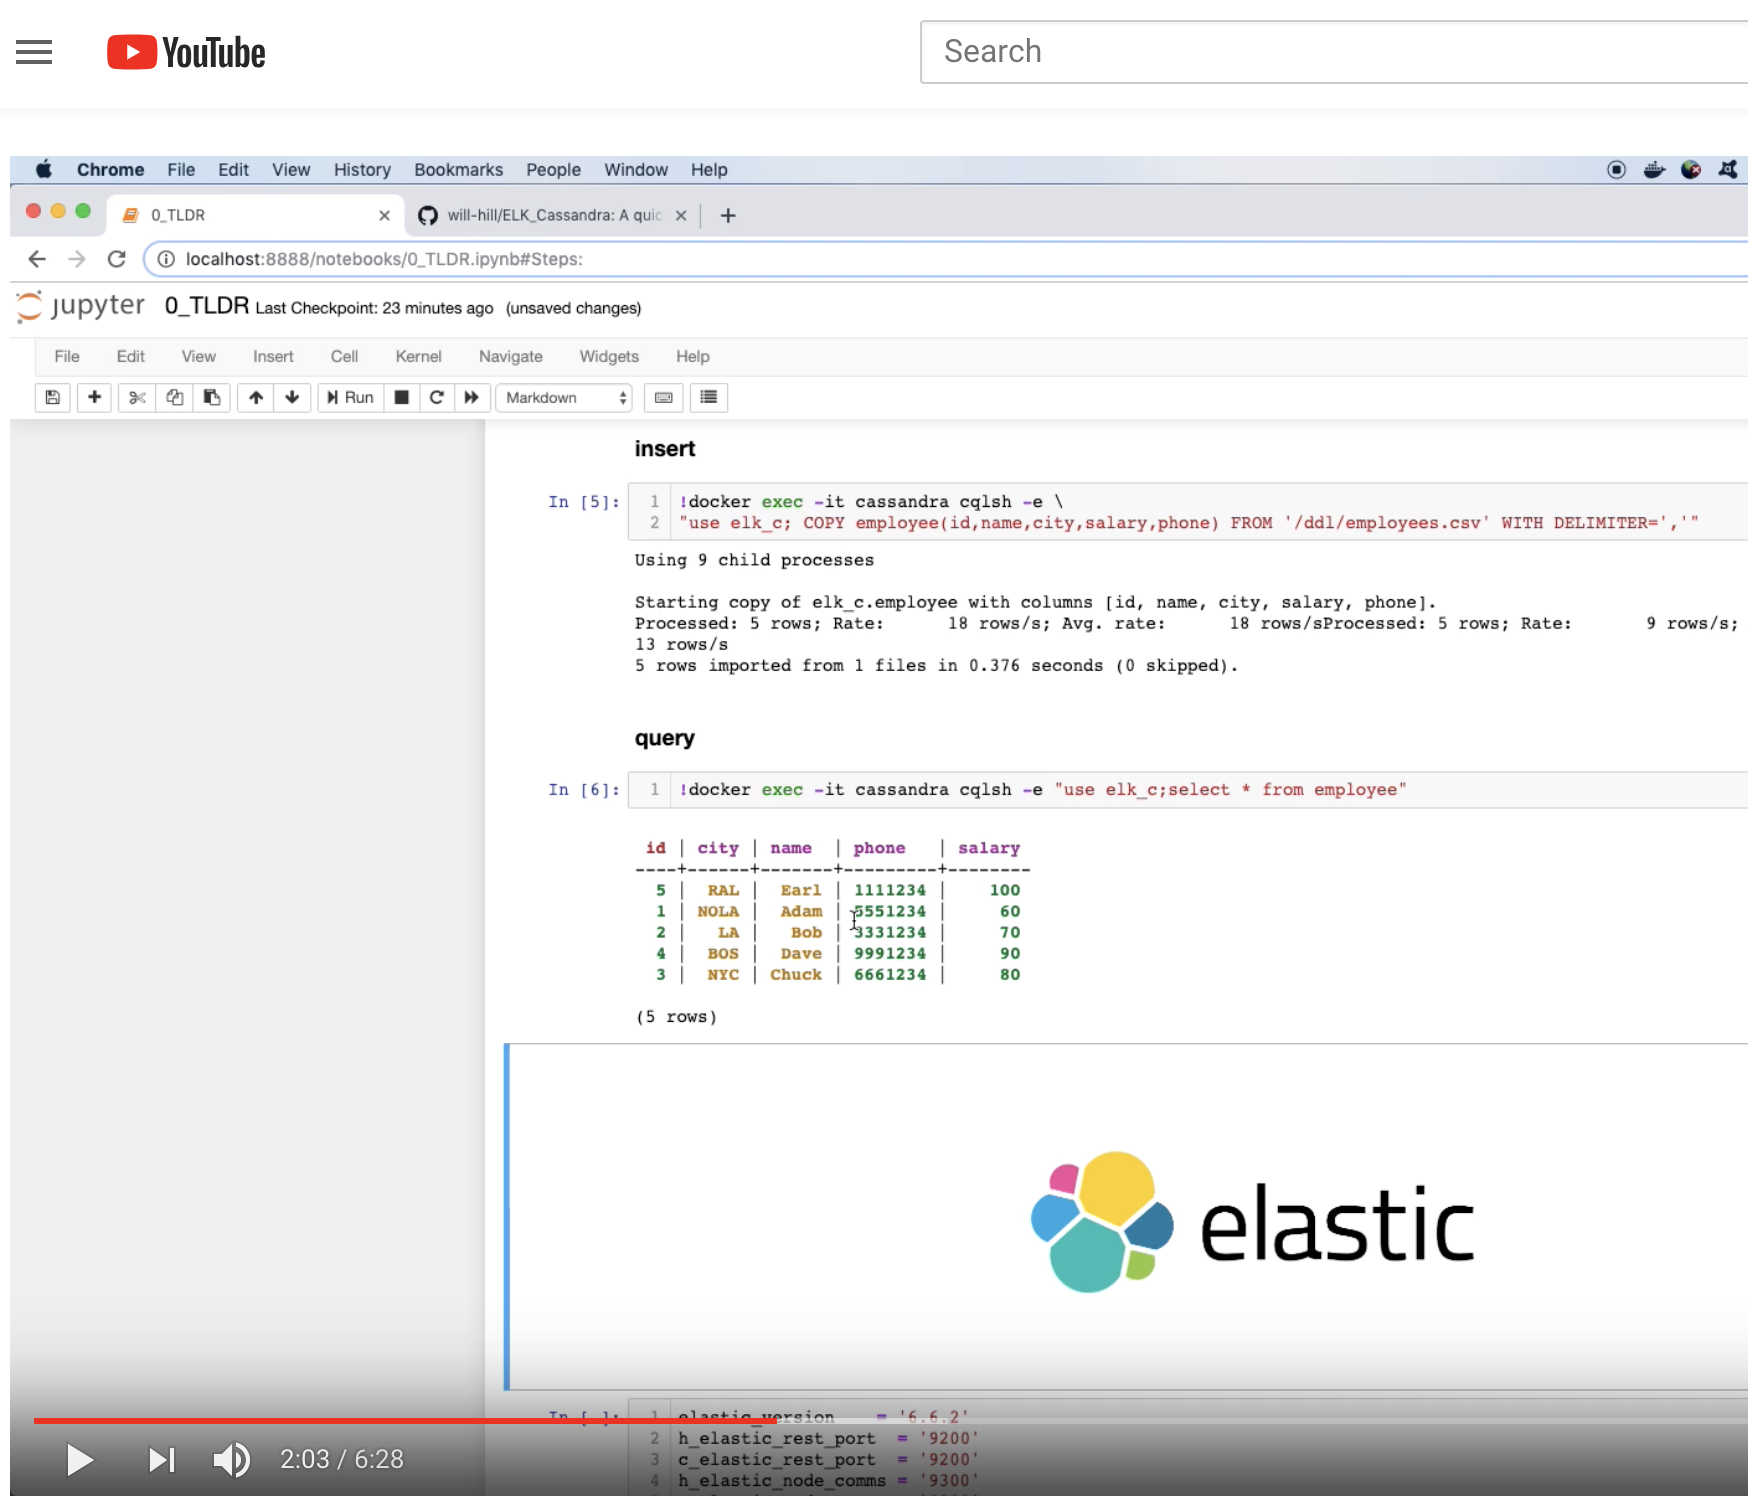 YouTube
Search
Chrome File Edit View History Bookmarks People Window Help
0_TLDR
will-hill/ELK_Cassandra: A quic
localhost:8888/notebooks/0_TLDR.ipynb#Steps:
jupyter 0_TLDR Last Checkpoint: 23 minutes ago (unsaved changes)
File Edit View Insert Cell Kernel Navigate Widgets Help
Run Markdown
insert
In [5]: 1 !docker exec -it cassandra cqlsh -e \
2 "use elk_c; COPY employee(id,name,city,salary,phone) FROM '/ddl/employees.csv' WITH DELIMITER=','"
Using 9 child processes
Starting copy of elk_c.employee with columns [id, name, city, salary, phone].
Processed: 5 rows; Rate: 18 rows/s; Avg. rate: 18 rows/sProcessed: 5 rows; Rate: 9 rows/s;
13 rows/s
5 rows imported from 1 files in 0.376 seconds (0 skipped).
query
In [6]: 1 !docker exec -it cassandra cqlsh -e "use elk_c;select * from employee"
id | city | name | phone | salary
----+------+-------+---------+--------
5 | RAL | Earl | 1111234 | 100
1 | NOLA | Adam | 5551234 | 60
2 | LA | Bob | 3331234 | 70
4 | BOS | Dave | 9991234 | 90
3 | NYC | Chuck | 6661234 | 80
(5 rows)
elastic
In [ ]: 1 elastic_version = '6.6.2'
2 h_elastic_rest_port = '9200'
3 c_elastic_rest_port = '9200'
4 h_elastic_node_comms = '9300'
2:03 / 6:28